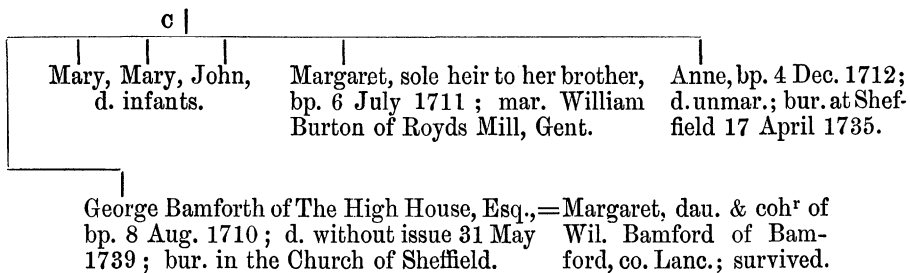 C
Mary, Mary, John,
d. infants.
Margaret, sole heir to her brother,
bp. 6 July 1711 ; mar. William
Burton of Royds Mill, Gent.
Anne, bp. 4 Dec. 1712;
d. unmar.; bur. at Shef-
field 17 April 1735.
George Bamforth of The High House, Esq.,=
bp. 8 Aug. 1710 ; d. without issue 31 May
1739 ; bur. in the Church of Sheffield.
Margaret, dau. & cohʳ of
Wil. Bamford of Bam-
ford, co. Lanc.; survived.